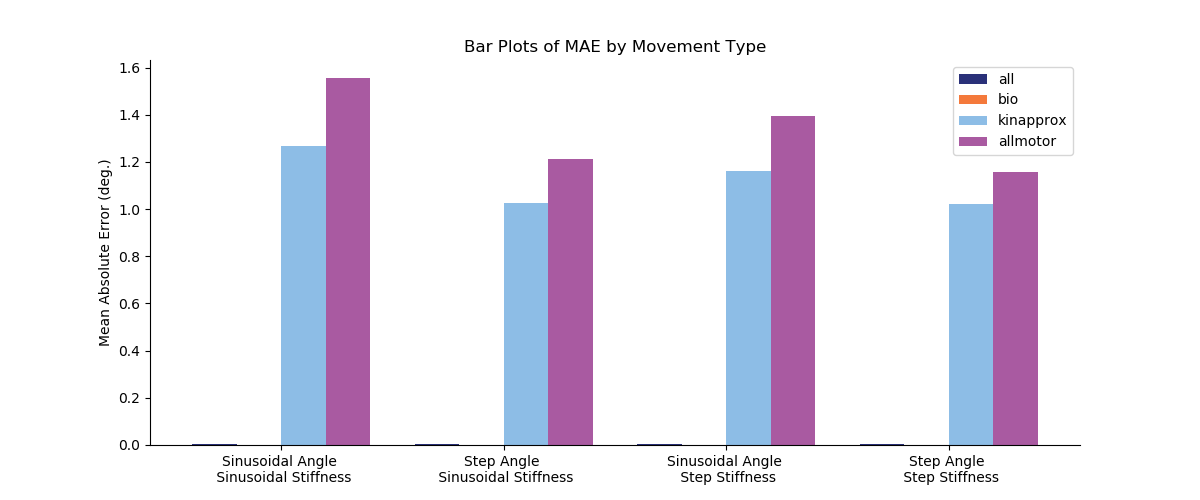 Bar Plots of MAE by Movement Type
Mean Absolute Error (deg.)
1.6
1.4
1.2
1.0
0.8
0.6
0.4
0.2
0.0
all
bio
kinapprox
allmotor
Sinusoidal Angle
Sinusoidal Stiffness
Step Angle
Sinusoidal Stiffness
Sinusoidal Angle
Step Stiffness
Step Angle
Step Stiffness